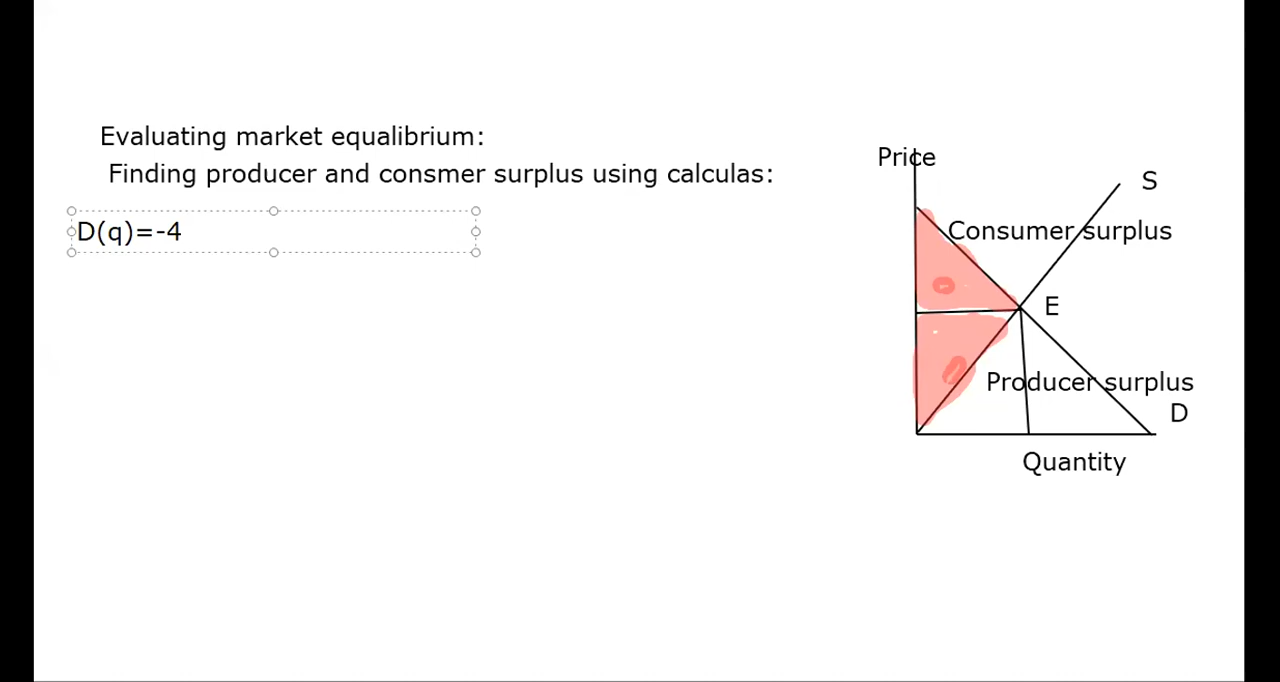 Evaluating market equalibrium:
Finding producer and consmer surplus using calculas:
D(q)=-4
Price
S
Consumer surplus
E
Producer surplus
D
Quantity